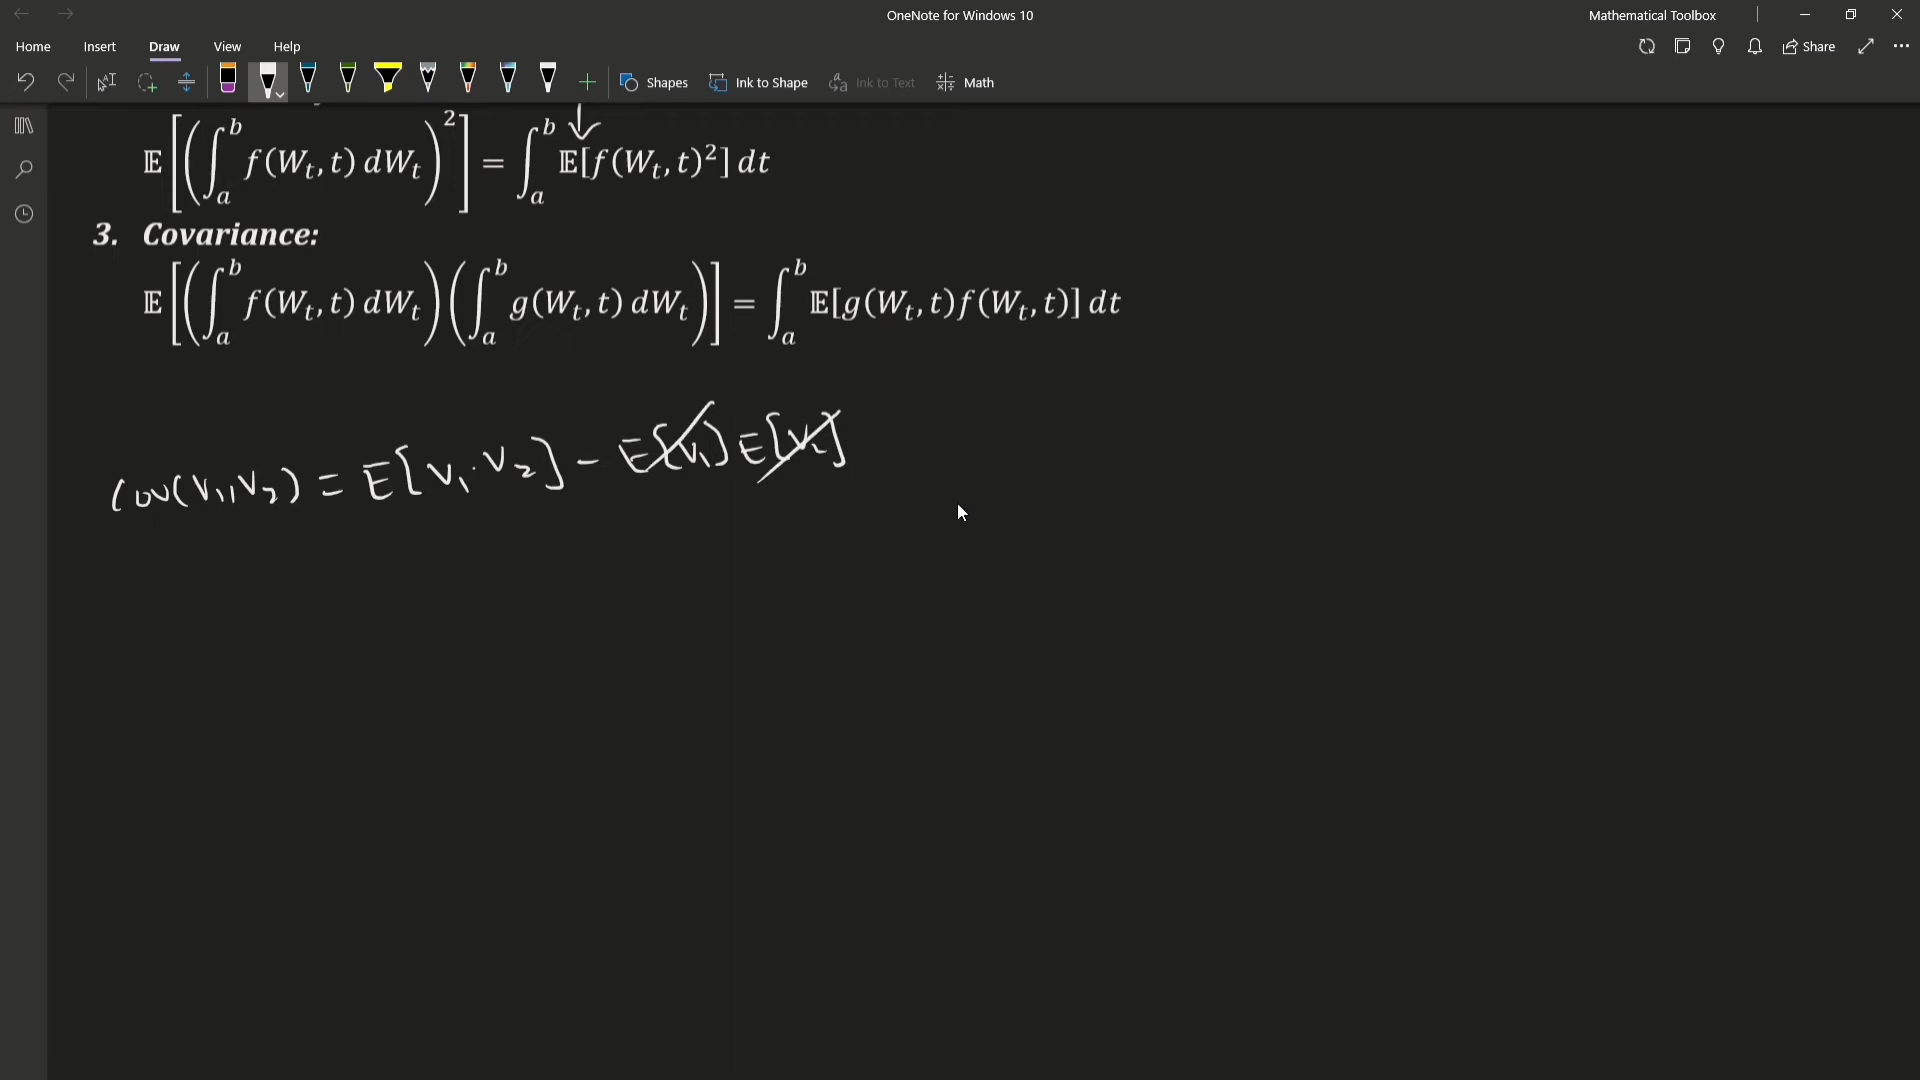 OneNote for Windows 10
Mathematical Toolbox
Home Insert Draw View Help
Share
Shapes Ink to Shape Ink to Text Math
𝔼[(∫_a^b f(W_t, t) dW_t)^2] = ∫_a^b 𝔼[f(W_t, t)^2] dt
3. Covariance:
𝔼[(∫_a^b f(W_t, t) dW_t)(∫_a^b g(W_t, t) dW_t)] = ∫_a^b 𝔼[g(W_t, t)f(W_t, t)] dt
Cov(V_1, V_2) = E[V_1 · V_2] - E[V_1] E[V_2]